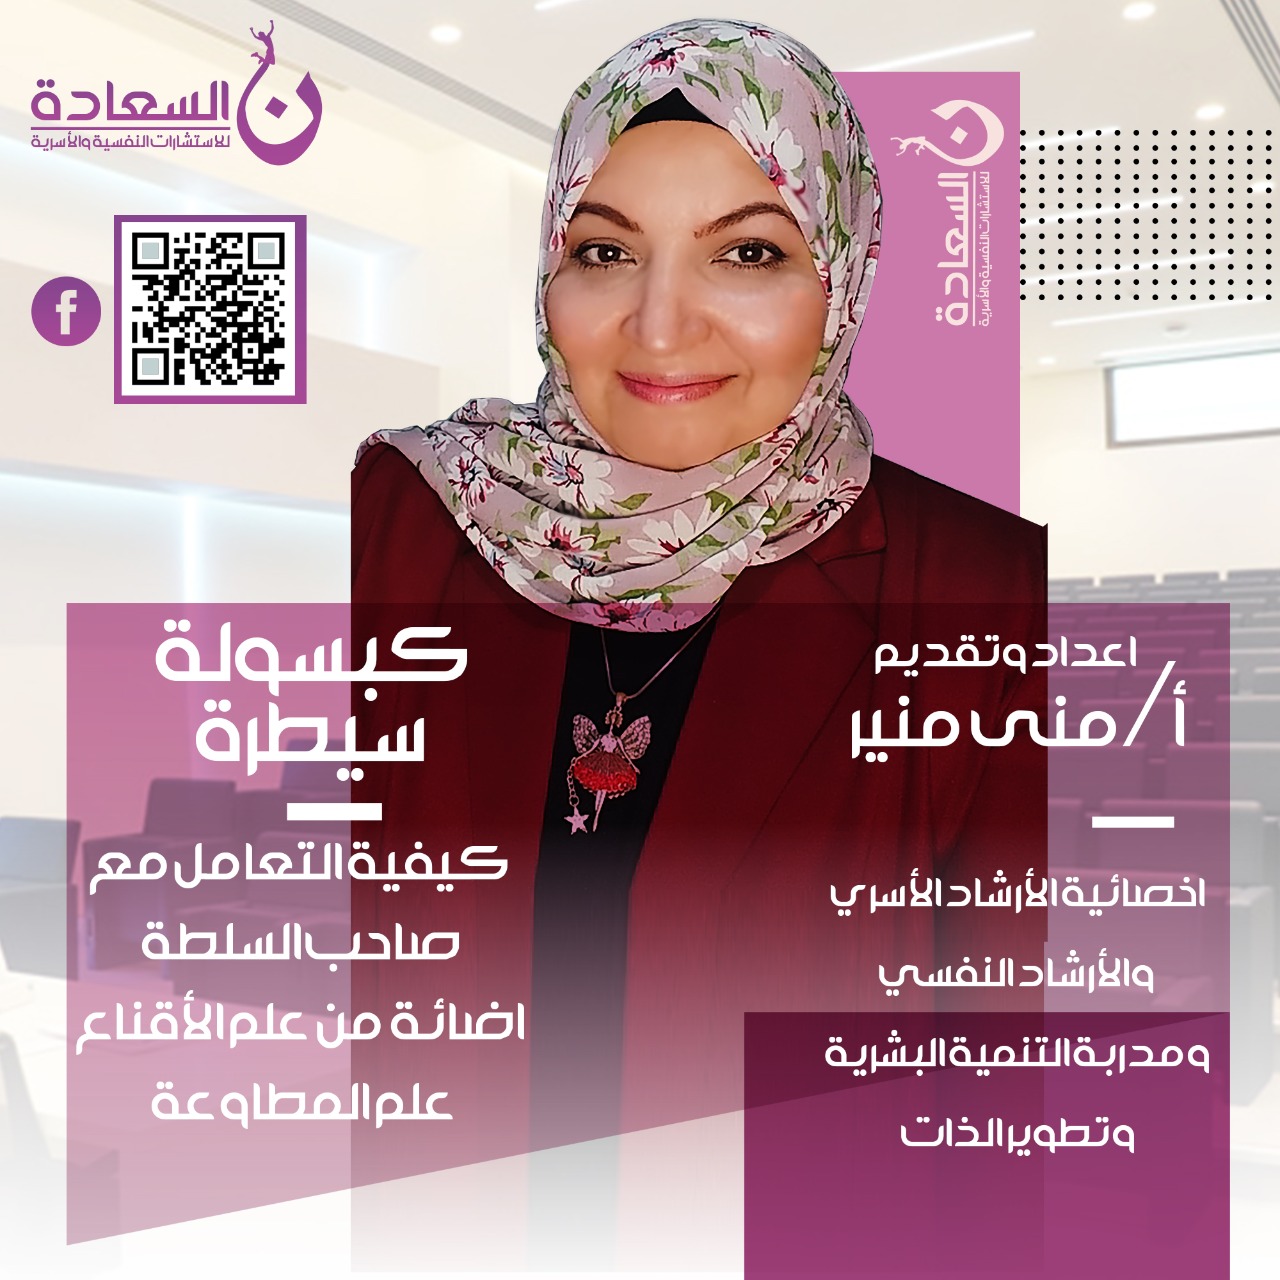 ن السعادة
للاستشارات النفسية والأسرية
ن السعادة
للاستشارات النفسية والأسرية
f
اعداد وتقديم
أ/ منى منير
اخصائية الأرشاد الأسري
والأرشاد النفسي
ومدربة التنمية البشرية
وتطوير الذات
كبسولة
سيطرة
كيفية التعامل مع
صاحب السلطة
اضائة من علم الأقناع
علم المطاوعة